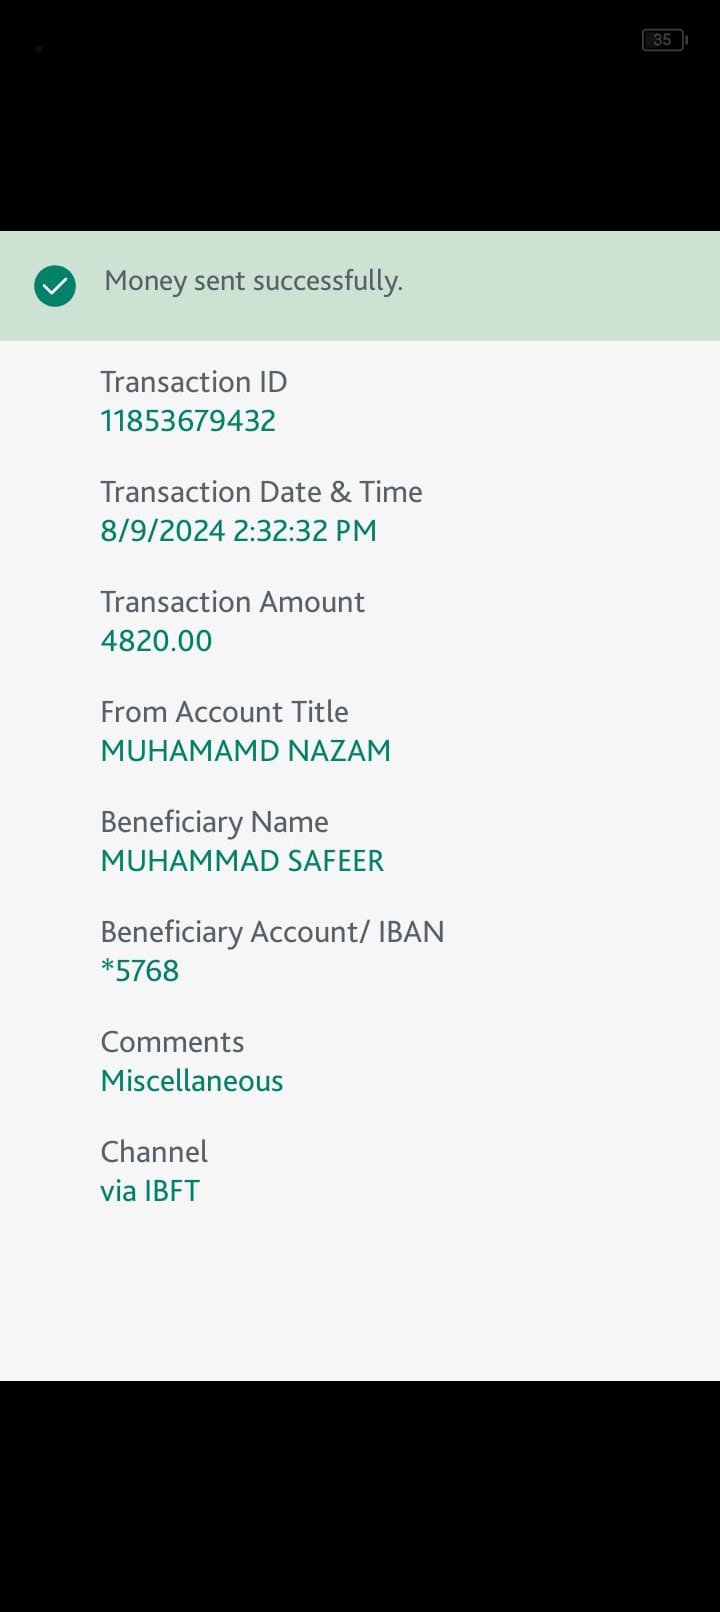 35
Money sent successfully.
Transaction ID
11853679432
Transaction Date & Time
8/9/2024 2:32:32 PM
Transaction Amount
4820.00
From Account Title
MUHAMAMD NAZAM
Beneficiary Name
MUHAMMAD SAFEER
Beneficiary Account/ IBAN
*5768
Comments
Miscellaneous
Channel
via IBFT